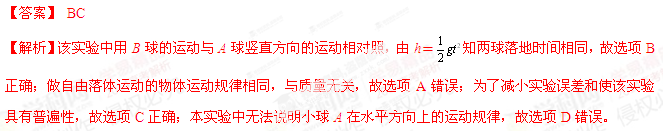 【答案】 BC
【解析】该实验中用 B 球的运动与 A 球竖直方向的运动相对照，由 h=\frac{1}{2}gt² 知两球落地时间相同，故选项 B
正确；做自由落体运动的物体运动规律相同，与质量无关，故选项 A 错误；为了减小实验误差和使该实验
具有普遍性，故选项 C 正确；本实验中无法说明小球 A 在水平方向上的运动规律，故选项 D 错误。